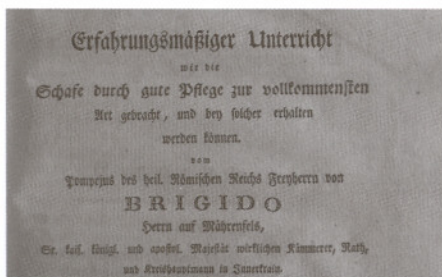 Erfahrungsmäßiger Unterricht
wie die
Schafe durch gute Pflege zur vollkommensten
Art gebracht, und bey solcher erhalten
werden können.
vom
Pompejus des heil. Römischen Reichs Freyherrn von
BRIGIDO
Herrn auf Mährenfels,
Sr. kais. königl. und apostol. Majestät wirklichen Kämmerer, Rath,
und Kreishauptmann in Innerkrain.